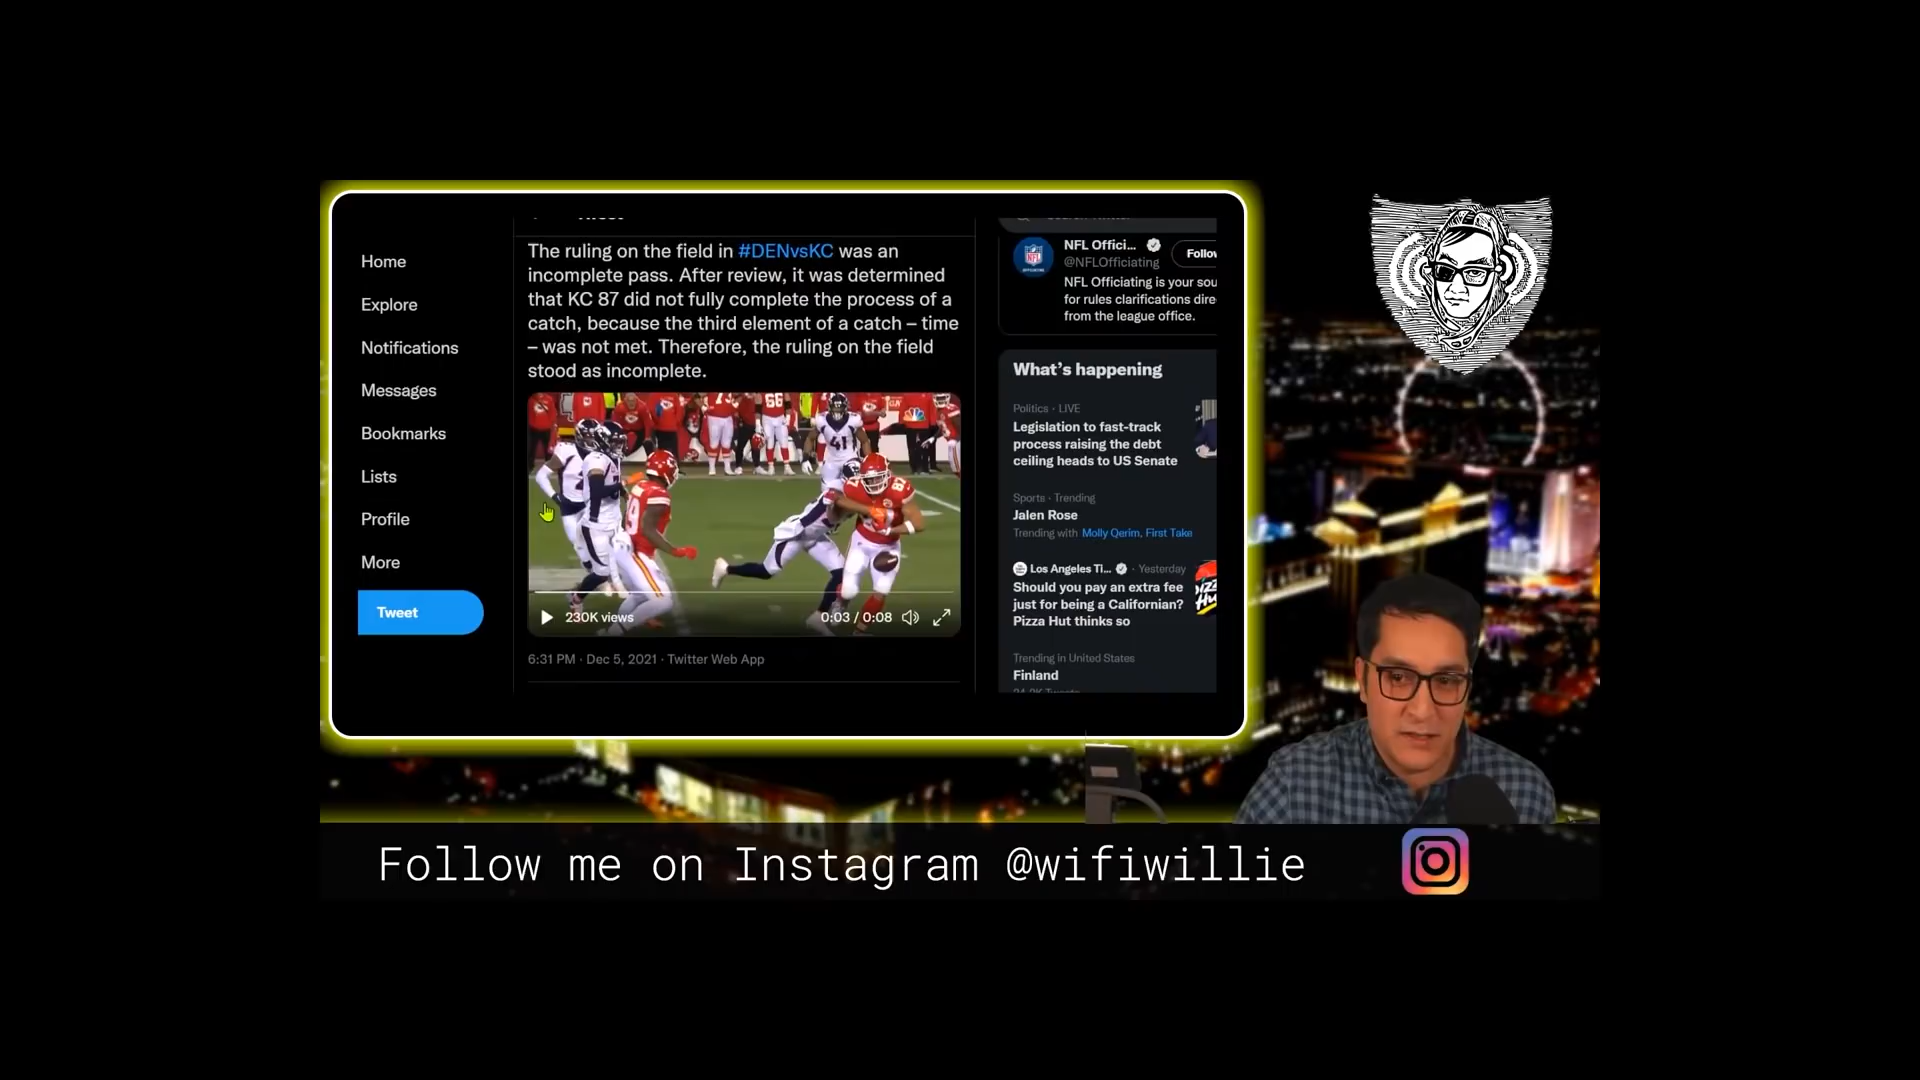 Home
Explore
Notifications
Messages
Bookmarks
Lists
Profile
More
Tweet
The ruling on the field in #DENvsKC was an
incomplete pass. After review, it was determined
that KC 87 did not fully complete the process of a
catch, because the third element of a catch – time
– was not met. Therefore, the ruling on the field
stood as incomplete.
66
41
87
230K views
0:03 / 0:08
6:31 PM · Dec 5, 2021 · Twitter Web App
NFL Offici...
Follow
@NFLOfficiating
NFL Officiating is your sou
for rules clarifications dire
from the league office.
What's happening
Politics · LIVE
Legislation to fast-track
process raising the debt
ceiling heads to US Senate
Sports · Trending
Jalen Rose
Trending with Molly Qerim, First Take
Los Angeles Ti... · Yesterday
Should you pay an extra fee
just for being a Californian?
Pizza Hut thinks so
Trending in United States
Finland
Follow me on Instagram @wifiwillie